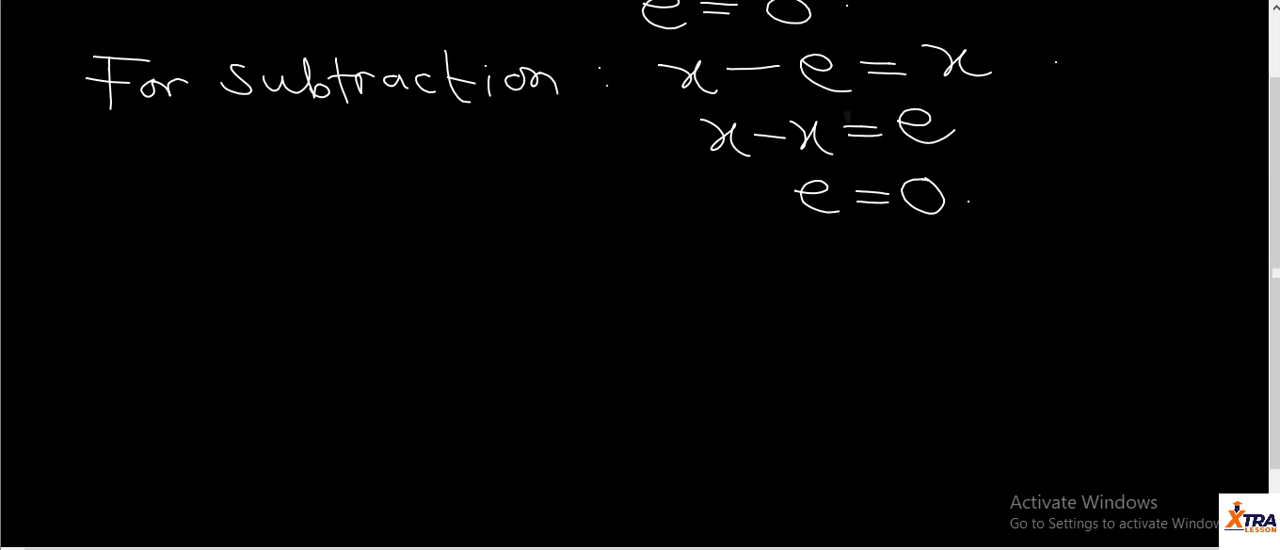 e = 0.
For subtraction: x - e = x.
x - x = e
e = 0.
Activate Windows
Go to Settings to activate Window
XTRA
LESSON